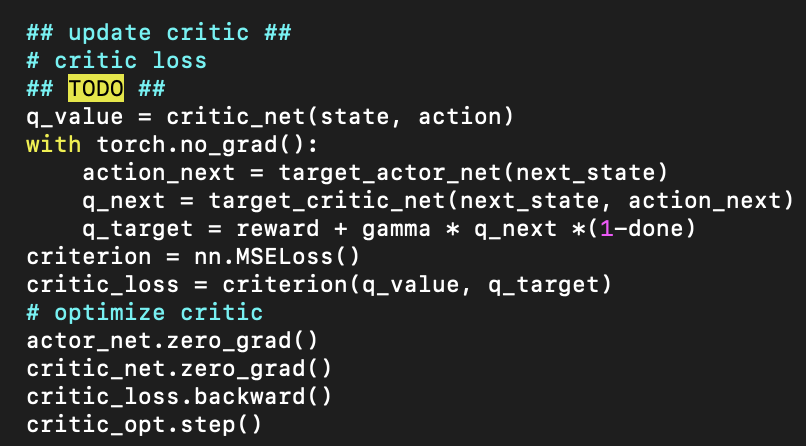 ## update critic ##
# critic loss
## TODO ##
q_value = critic_net(state, action)
with torch.no_grad():
    action_next = target_actor_net(next_state)
    q_next = target_critic_net(next_state, action_next)
    q_target = reward + gamma * q_next *(1-done)
criterion = nn.MSELoss()
critic_loss = criterion(q_value, q_target)
# optimize critic
actor_net.zero_grad()
critic_net.zero_grad()
critic_loss.backward()
critic_opt.step()